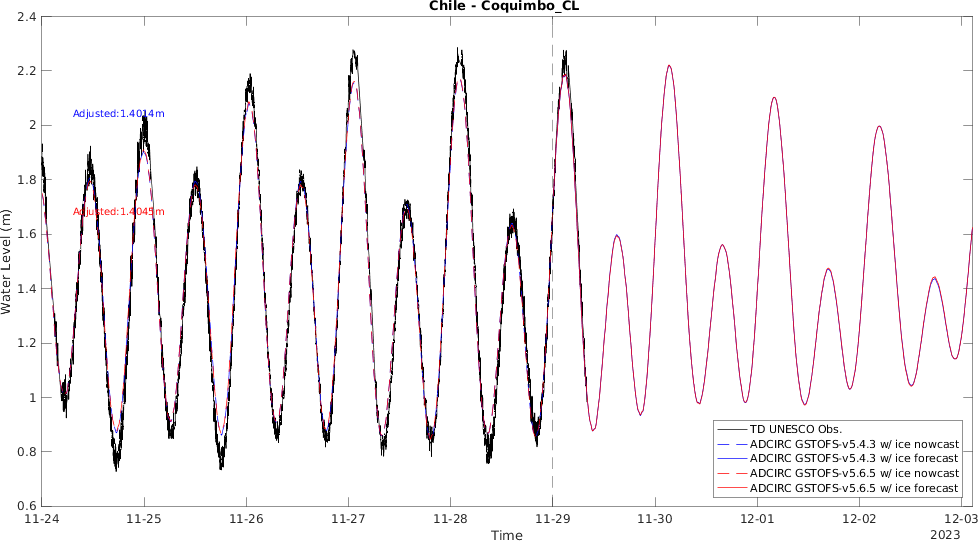 Chile - Coquimbo_CL
2.4
2.2
2
1.8
1.6
1.4
1.2
1
0.8
0.6
Water Level (m)
Adjusted:1.4014m
Adjusted:1.4045m
TD UNESCO Obs.
ADCIRC GSTOFS-v5.4.3 w/ ice nowcast
ADCIRC GSTOFS-v5.4.3 w/ ice forecast
ADCIRC GSTOFS-v5.6.5 w/ ice nowcast
ADCIRC GSTOFS-v5.6.5 w/ ice forecast
11-24 11-25 11-26 11-27 11-28 11-29 11-30 12-01 12-02 12-03
Time
2023